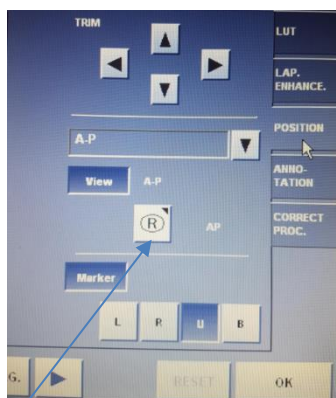 TRIM
LUT
LAP.
ENHANCE.
POSITION
A-P
ANNO-
TATION
View A-P
R AP
CORRECT
PROC.
Marker
L R U B
G. RESET OK